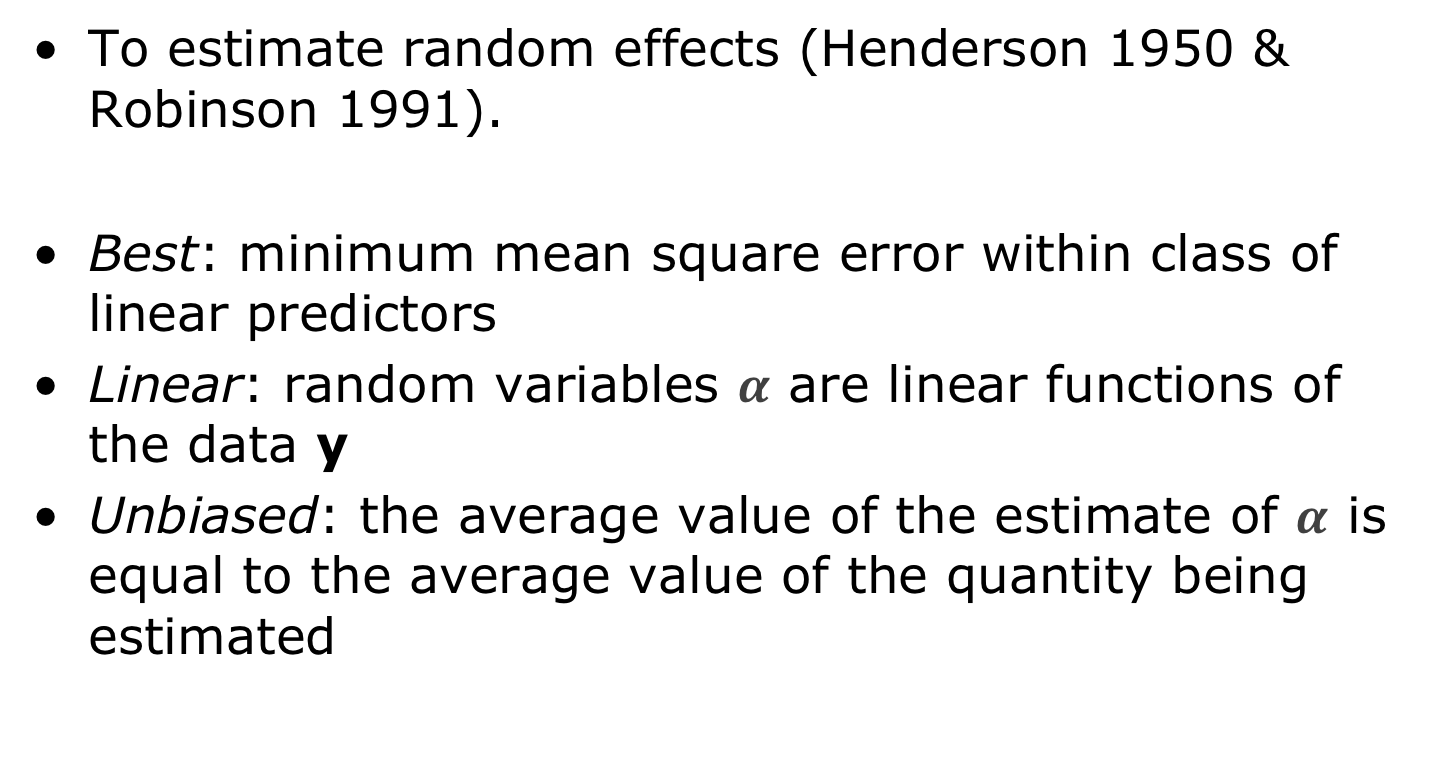 • To estimate random effects (Henderson 1950 &
Robinson 1991).
• Best: minimum mean square error within class of
linear predictors
• Linear: random variables α are linear functions of
the data y
• Unbiased: the average value of the estimate of α is
equal to the average value of the quantity being
estimated